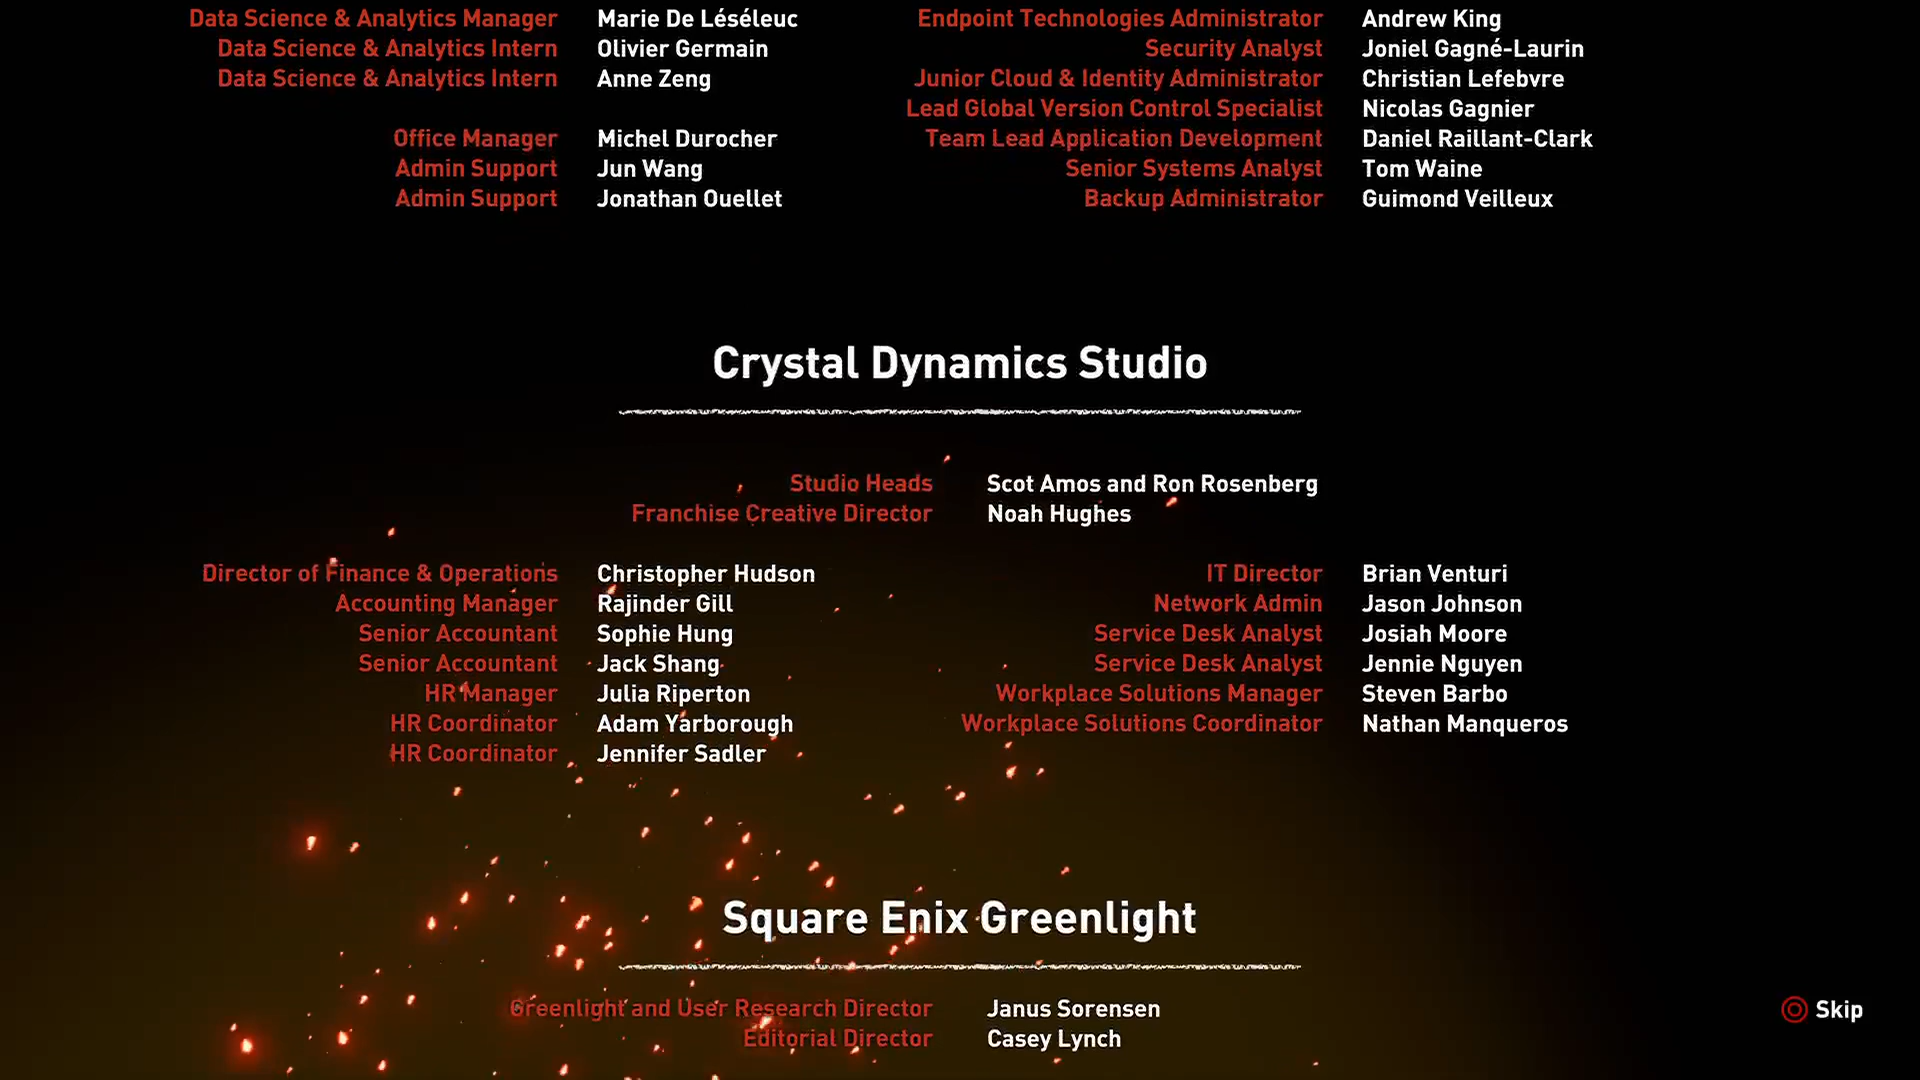 Data Science & Analytics Manager Marie De Léséleuc
Data Science & Analytics Intern Olivier Germain
Data Science & Analytics Intern Anne Zeng
Office Manager Michel Durocher
Admin Support Jun Wang
Admin Support Jonathan Ouellet
Endpoint Technologies Administrator Andrew King
Security Analyst Joniel Gagné-Laurin
Junior Cloud & Identity Administrator Christian Lefebvre
Lead Global Version Control Specialist Nicolas Gagnier
Team Lead Application Development Daniel Raillant-Clark
Senior Systems Analyst Tom Waine
Backup Administrator Guimond Veilleux
Crystal Dynamics Studio
Studio Heads Scot Amos and Ron Rosenberg
Franchise Creative Director Noah Hughes
Director of Finance & Operations Christopher Hudson
Accounting Manager Rajinder Gill
Senior Accountant Sophie Hung
Senior Accountant Jack Shang
HR Manager Julia Riperton
HR Coordinator Adam Yarborough
HR Coordinator Jennifer Sadler
IT Director Brian Venturi
Network Admin Jason Johnson
Service Desk Analyst Josiah Moore
Service Desk Analyst Jennie Nguyen
Workplace Solutions Manager Steven Barbo
Workplace Solutions Coordinator Nathan Manqueros
Square Enix Greenlight
Greenlight and User Research Director Janus Sorensen
Editorial Director Casey Lynch
Skip